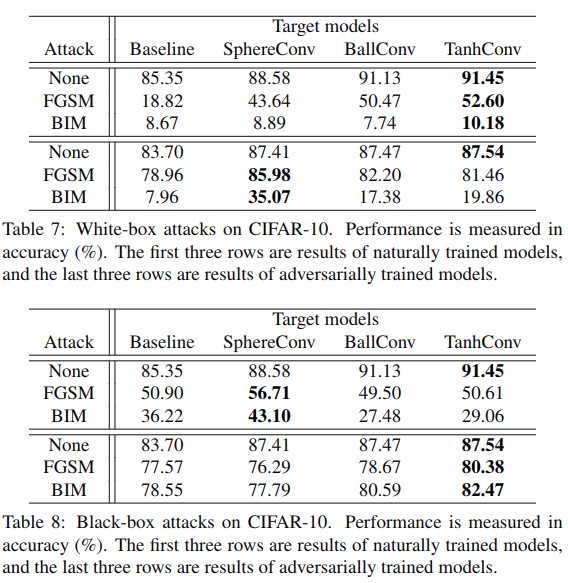 Target models
Attack Baseline SphereConv BallConv TanhConv
None 85.35 88.58 91.13 91.45
FGSM 18.82 43.64 50.47 52.60
BIM 8.67 8.89 7.74 10.18
None 83.70 87.41 87.47 87.54
FGSM 78.96 85.98 82.20 81.46
BIM 7.96 35.07 17.38 19.86
Table 7: White-box attacks on CIFAR-10. Performance is measured in
accuracy (%). The first three rows are results of naturally trained models,
and the last three rows are results of adversarially trained models.
Target models
Attack Baseline SphereConv BallConv TanhConv
None 85.35 88.58 91.13 91.45
FGSM 50.90 56.71 49.50 50.61
BIM 36.22 43.10 27.48 29.06
None 83.70 87.41 87.47 87.54
FGSM 77.57 76.29 78.67 80.38
BIM 78.55 77.79 80.59 82.47
Table 8: Black-box attacks on CIFAR-10. Performance is measured in
accuracy (%). The first three rows are results of naturally trained models,
and the last three rows are results of adversarially trained models.